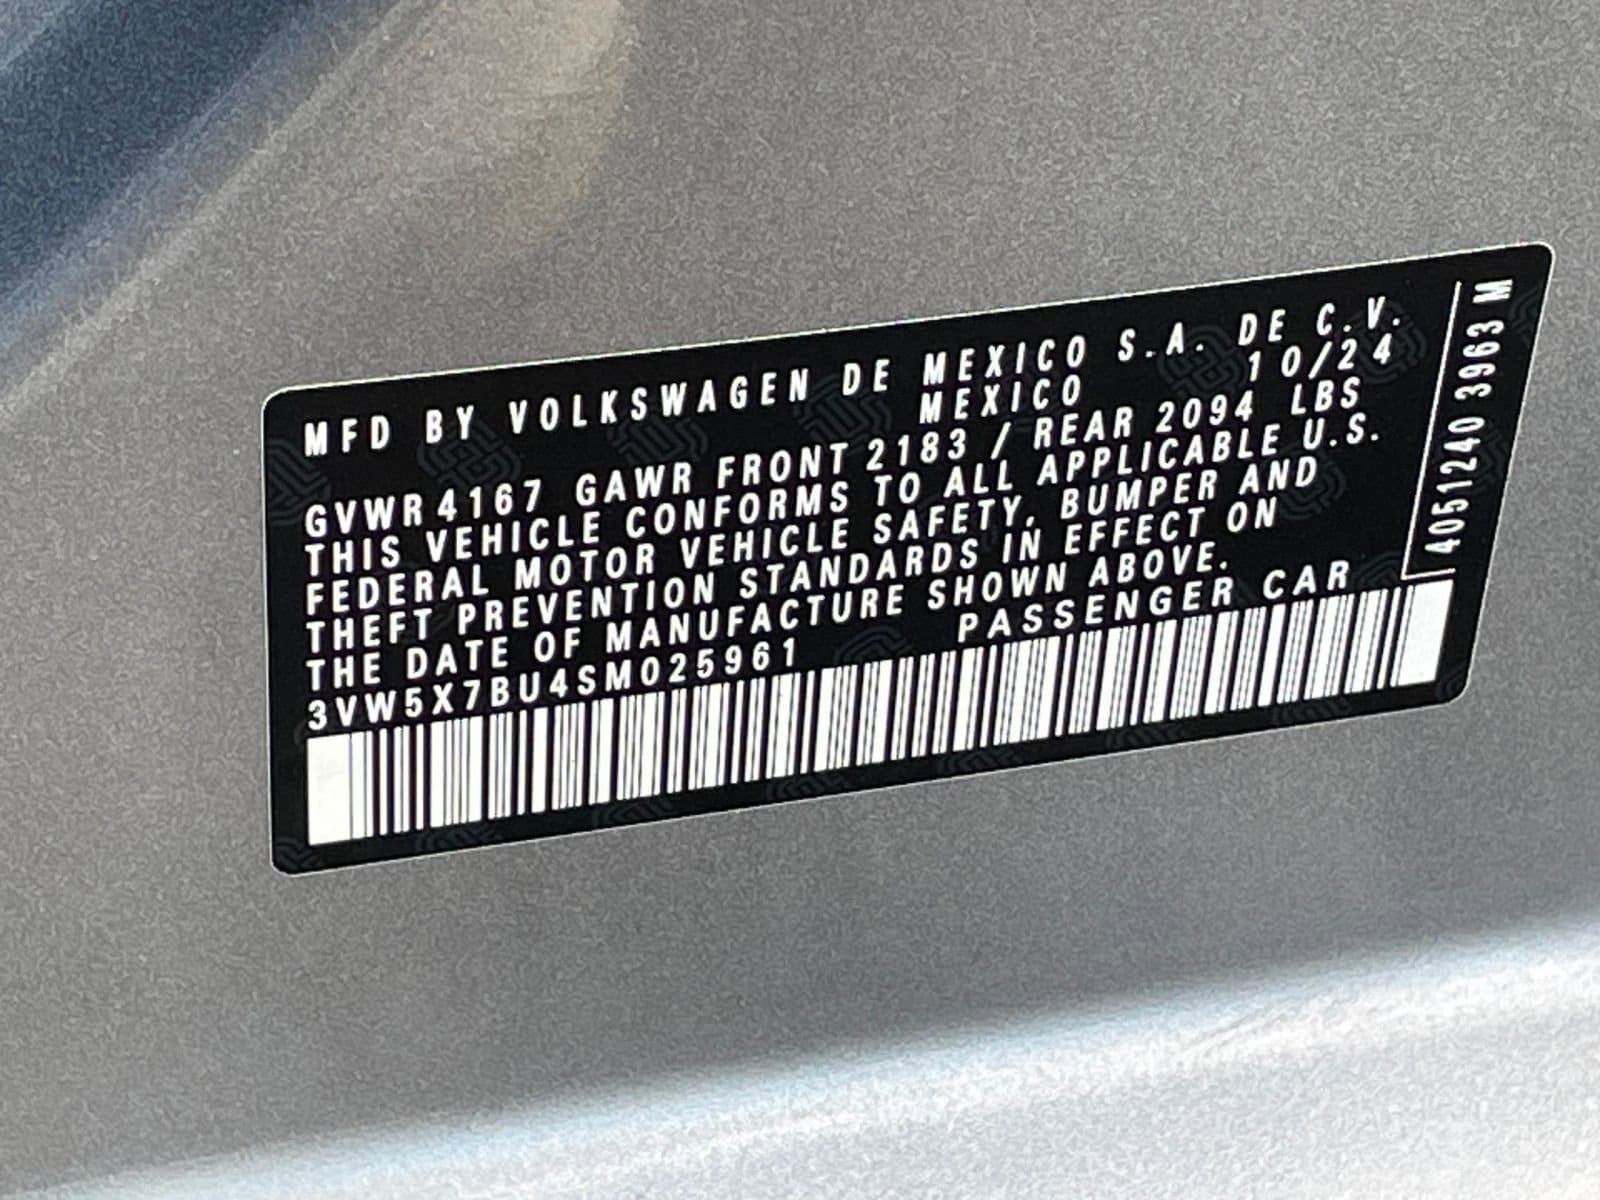 MFD BY VOLKSWAGEN DE MEXICO S.A. DE C.V.
MEXICO 10/24
GVWR 4167 GAWR FRONT 2183 / REAR 2094 LBS
THIS VEHICLE CONFORMS TO ALL APPLICABLE U.S.
FEDERAL MOTOR VEHICLE SAFETY, BUMPER AND
THEFT PREVENTION STANDARDS IN EFFECT ON
THE DATE OF MANUFACTURE SHOWN ABOVE.
3VW5X7BU4SM025961 PASSENGER CAR
4051240 3963 M